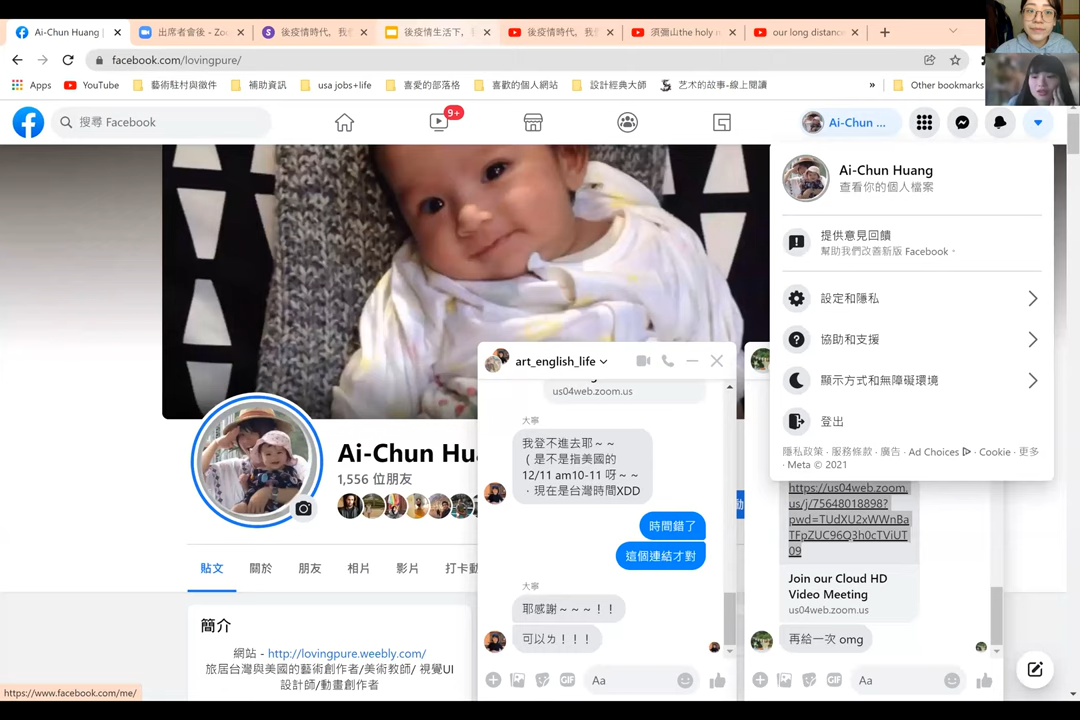 Ai-Chun Huang |
出席者會後 - Zo
後疫情時代, 我
後疫情生活下,
後疫情時代, 我
須彌山the holy
our long distanc
facebook.com/lovingpure/
Apps
YouTube
藝術駐村與徵件
補助資訊
usa jobs+life
喜愛的部落格
喜歡的個人網站
設計經典大師
艺术的故事-線上閱讀
»
Other bookmarks
搜尋 Facebook
9+
Ai-Chun ...
Ai-Chun Huang
查看你的個人檔案
提供意見回饋
幫助我們改善新版 Facebook。
設定和隱私
協助和支援
顯示方式和無障礙環境
登出
隱私政策 · 服務條款 · 廣告 · Ad Choices · Cookie · 更多
· Meta © 2021
Ai-Chun Hu
1,556 位朋友
貼文
關於
朋友
相片
影片
打卡動
簡介
網站 - http://lovingpure.weebly.com/
旅居台灣與美國的藝術創作者/美術教師/ 視覺UI
設計師/動畫創作者
https://www.facebook.com/me/
art_english_life
us04web.zoom.us
大寧
我登不進去耶~~
(是不是指美國的
12/11 am10-11 呀~~
．現在是台灣時間XDD
時間錯了
這個連結才對
大寧
耶感謝~~~!!
可以ㄌ!!!
GIF
Aa
動
https://us04web.zoom.
us/j/75648018898?
pwd=TUdXU2xWWnBa
TFpZUC96Q3h0cTViUT
09
Join our Cloud HD
Video Meeting
us04web.zoom.us
再給一次 omg
GIF
Aa